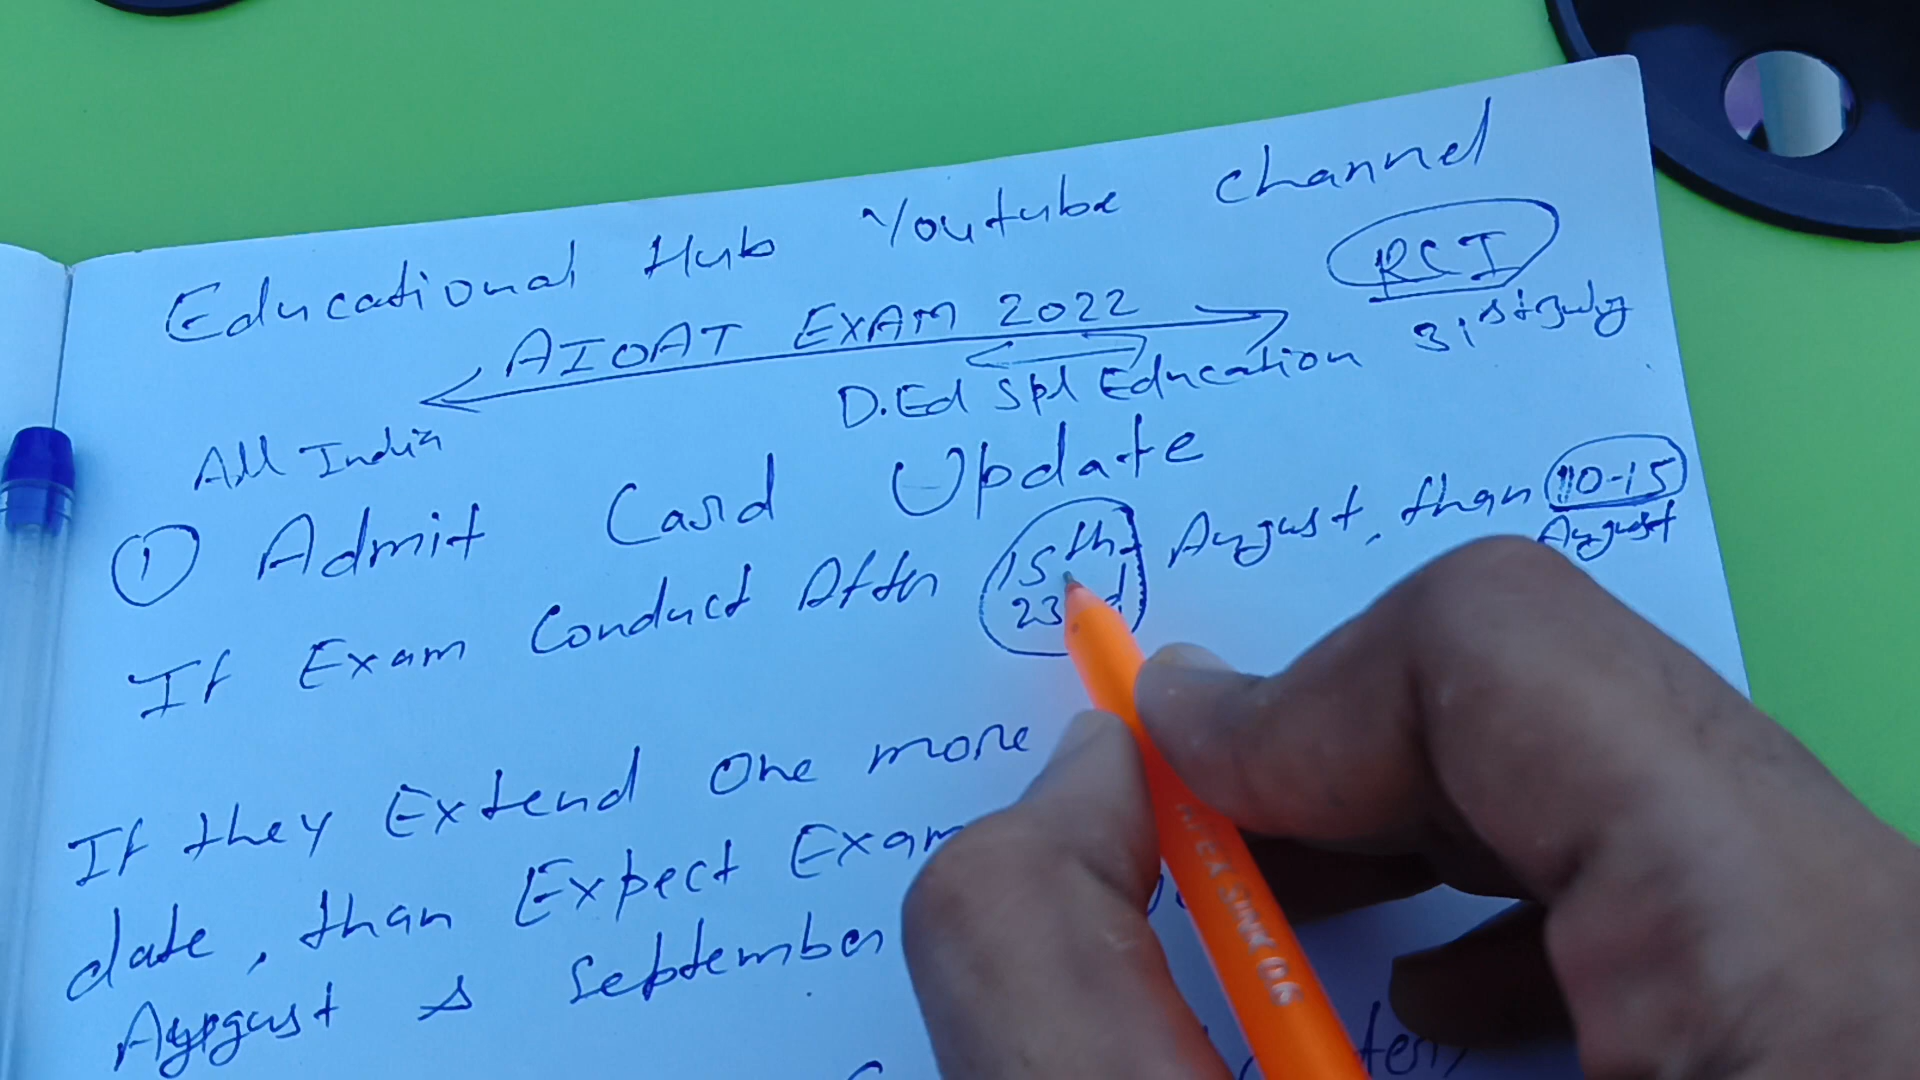 Educational Hub Youtube channel
AIOAT EXAM 2022
RCI
31st July
D.Ed Spl Education
All India
① Admit Card Update
If Exam Conduct After 15th August, than 10-15
23 August
If they Extend one more
date, than Expect Exam
August & September